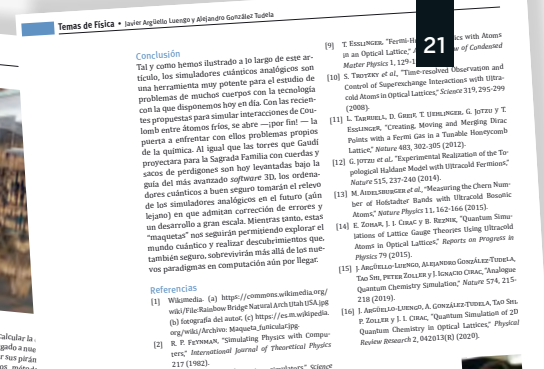 Temas de Física • Javier Argüello Luengo y Alejandro González Tudela
21
Conclusión
Tal y como hemos ilustrado a lo largo de este ar-
tículo, los simuladores cuánticos analógicos son
una herramienta muy potente para el estudio de
problemas de muchos cuerpos con la tecnología
con la que disponemos hoy en día. Con las recien-
tes propuestas para simular interacciones de Cou-
lomb entre átomos fríos, se abre —¡por fin! — la
puerta a enfrentar con ellos problemas propios
de la química. Al igual que las torres que Gaudí
proyectara para la Sagrada Familia con cuerdas y
sacos de perdigones son hoy levantadas bajo la
guía del más avanzado software 3D, los ordena-
dores cuánticos a buen seguro tomarán el relevo
de los simuladores analógicos en el futuro (aún
lejano) en que admitan corrección de errores y
un desarrollo a gran escala. Mientras tanto, estas
"maquetas" nos seguirán permitiendo explorar el
mundo cuántico y realizar descubrimientos que,
también seguro, sobrevivirán más allá de los nue-
vos paradigmas en computación aún por llegar.
Referencias
[1] Wikimedia. (a) https://commons.wikimedia.org/
wiki/File:Rainbow Bridge Natural Arch Utah USA.jpg
(b) fotografía del autor, (c) https://es.m.wikipedia.
org/wiki/Archivo: Maqueta_funicular.jpg.
[2] R. P. Feynman, "Simulating Physics with Compu-
ters," International Journal of Theoretical Physics
217 (1982).
Science
[9] T. Esslinger, "Fermi-H ics with Atoms
in an Optical Lattice," of Condensed
Matter Physics 1, 129-1
[10] S. Trotzky et al., "Time-resolved Observation and
Control of Superexchange Interactions with Ultra-
cold Atoms in Optical Lattices," Science 319, 295-299
(2008).
[11] L. Tarruell, D. Greif, T. Uehlinger, G. Jotzu y T.
Esslinger, "Creating, Moving and Merging Dirac
Points with a Fermi Gas in a Tunable Honeycomb
Lattice," Nature 483, 302-305 (2012).
[12] G. Jotzu et al., "Experimental Realization of the To-
pological Haldane Model with Ultracold Fermions,"
Nature 515, 237-240 (2014).
[13] M. Aidelsburger et al., "Measuring the Chern Num-
ber of Hofstadter Bands with Ultracold Bosonic
Atoms," Nature Physics 11, 162-166 (2015).
[14] E. Zohar, J. I. Cirac y B. Reznik, "Quantum Simu-
lations of Lattice Gauge Theories Using Ultracold
Atoms in Optical Lattices," Reports on Progress in
Physics 79 (2015).
[15] J. Argüello-Luengo, Alejandro González-Tudela,
Tao Shi, Peter Zoller y J. Ignacio Cirac, "Analogue
Quantum Chemistry Simulation," Nature 574, 215-
218 (2019).
[16] J. Argüello-Luengo, A. González-Tudela, Tao Shi,
P. Zoller y J. I. Cirac, "Quantum Simulation of 2D
Quantum Chemistry in Optical Lattices," Physical
Review Research 2, 042013(R) (2020).